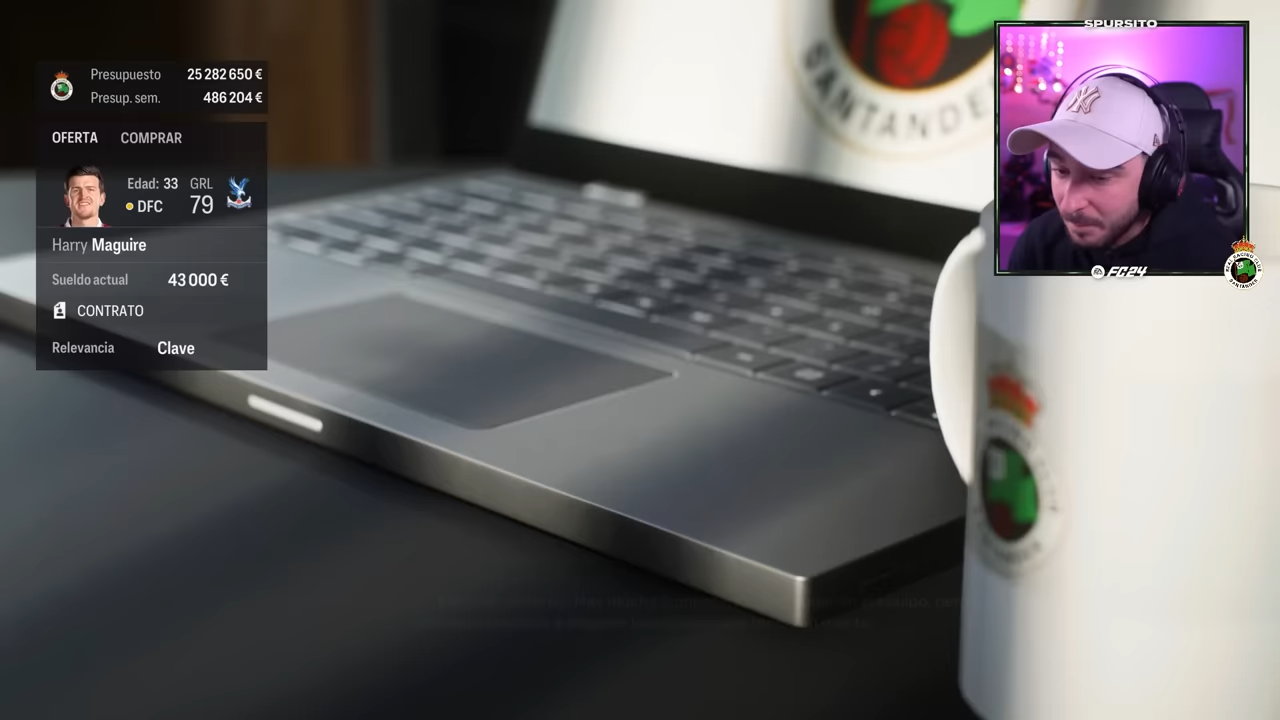 SPURSITO
Presupuesto 25 282 650 €
Presup. sem. 486 204 €
OFERTA COMPRAR
Edad: 33 GRL
DFC 79
Harry Maguire
Sueldo actual 43 000 €
CONTRATO
Relevancia Clave
SANTANDER
NY
FC24